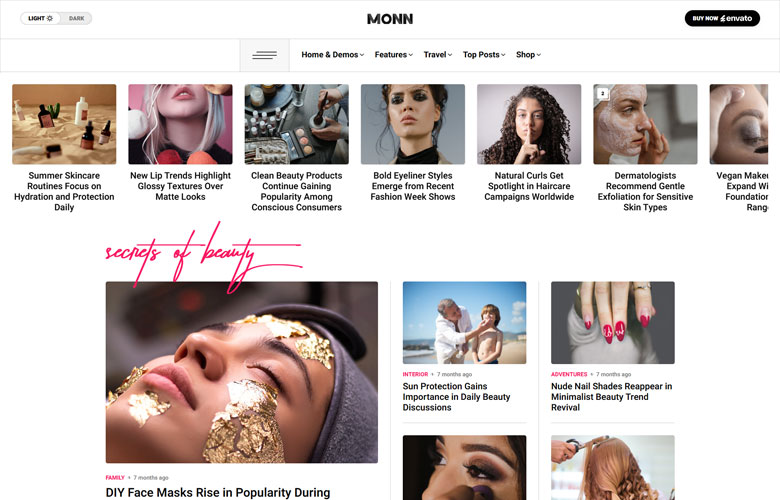 LIGHT DARK
MONN
BUY NOW envato
Home & Demos Features Travel Top Posts Shop
Summer Skincare
Routines Focus on
Hydration and Protection
Daily
New Lip Trends Highlight
Glossy Textures Over
Matte Looks
Clean Beauty Products
Continue Gaining
Popularity Among
Conscious Consumers
Bold Eyeliner Styles
Emerge from Recent
Fashion Week Shows
Natural Curls Get
Spotlight in Haircare
Campaigns Worldwide
Dermatologists
Recommend Gentle
Exfoliation for Sensitive
Skin Types
Vegan
Expand
Foundation
secrets of beauty
FAMILY • 7 months ago
DIY Face Masks Rise in Popularity During
INTERIOR • 7 months ago
Sun Protection Gains
Importance in Daily Beauty
Discussions
ADVENTURES • 7 months ago
Nude Nail Shades Reappear in
Minimalist Beauty Trend
Revival